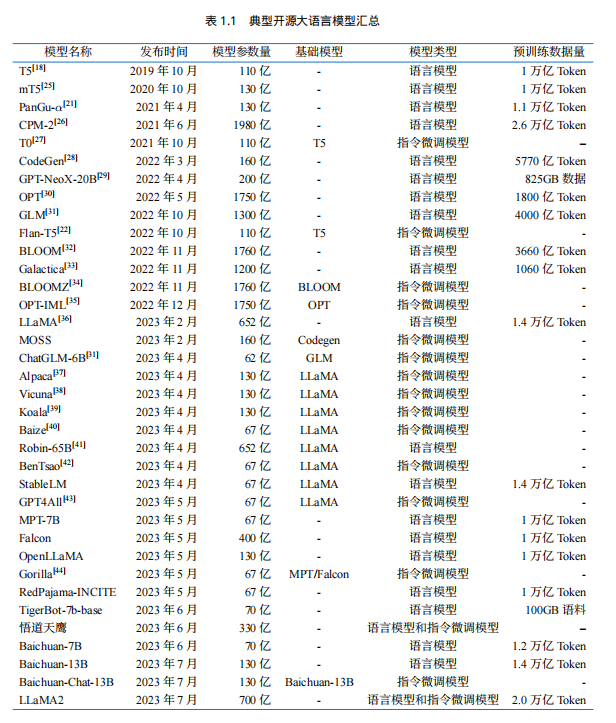 表 1.1 典型开源大语言模型汇总
模型名称 发布时间 模型参数量 基础模型 模型类型 预训练数据量
T5[18] 2019 年 10 月 110 亿 - 语言模型 1 万亿 Token
mT5[25] 2020 年 10 月 130 亿 - 语言模型 1 万亿 Token
PanGu-α[21] 2021 年 4 月 130 亿 - 语言模型 1.1 万亿 Token
CPM-2[26] 2021 年 6 月 1980 亿 - 语言模型 2.6 万亿 Token
T0[27] 2021 年 10 月 110 亿 T5 指令微调模型 –
CodeGen[28] 2022 年 3 月 160 亿 - 语言模型 5770 亿 Token
GPT-NeoX-20B[29] 2022 年 4 月 200 亿 - 语言模型 825GB 数据
OPT[30] 2022 年 5 月 1750 亿 - 语言模型 1800 亿 Token
GLM[31] 2022 年 10 月 1300 亿 - 语言模型 4000 亿 Token
Flan-T5[22] 2022 年 10 月 110 亿 T5 指令微调模型 -
BLOOM[32] 2022 年 11 月 1760 亿 - 语言模型 3660 亿 Token
Galactica[33] 2022 年 11 月 1200 亿 - 语言模型 1060 亿 Token
BLOOMZ[34] 2022 年 11 月 1760 亿 BLOOM 指令微调模型 -
OPT-IML[35] 2022 年 12 月 1750 亿 OPT 指令微调模型 -
LLaMA[36] 2023 年 2 月 652 亿 - 语言模型 1.4 万亿 Token
MOSS 2023 年 2 月 160 亿 Codegen 指令微调模型 -
ChatGLM-6B[31] 2023 年 4 月 62 亿 GLM 指令微调模型 -
Alpaca[37] 2023 年 4 月 130 亿 LLaMA 指令微调模型 -
Vicuna[38] 2023 年 4 月 130 亿 LLaMA 指令微调模型 -
Koala[39] 2023 年 4 月 130 亿 LLaMA 指令微调模型 -
Baize[40] 2023 年 4 月 67 亿 LLaMA 指令微调模型 -
Robin-65B[41] 2023 年 4 月 652 亿 LLaMA 语言模型 -
BenTsao[42] 2023 年 4 月 67 亿 LLaMA 指令微调模型 -
StableLM 2023 年 4 月 67 亿 LLaMA 语言模型 1.4 万亿 Token
GPT4All[43] 2023 年 5 月 67 亿 LLaMA 指令微调模型 -
MPT-7B 2023 年 5 月 67 亿 - 语言模型 1 万亿 Token
Falcon 2023 年 5 月 400 亿 - 语言模型 1 万亿 Token
OpenLLaMA 2023 年 5 月 130 亿 - 语言模型 1 万亿 Token
Gorilla[44] 2023 年 5 月 67 亿 MPT/Falcon 指令微调模型 -
RedPajama-INCITE 2023 年 5 月 67 亿 - 语言模型 1 万亿 Token
TigerBot-7b-base 2023 年 6 月 70 亿 - 语言模型 100GB 语料
悟道天鹰 2023 年 6 月 330 亿 - 语言模型和指令微调模型 –
Baichuan-7B 2023 年 6 月 70 亿 - 语言模型 1.2 万亿 Token
Baichuan-13B 2023 年 7 月 130 亿 - 语言模型 1.4 万亿 Token
Baichuan-Chat-13B 2023 年 7 月 130 亿 Baichuan-13B 指令微调模型 -
LLaMA2 2023 年 7 月 700 亿 - 语言模型和指令微调模型 2.0 万亿 Token